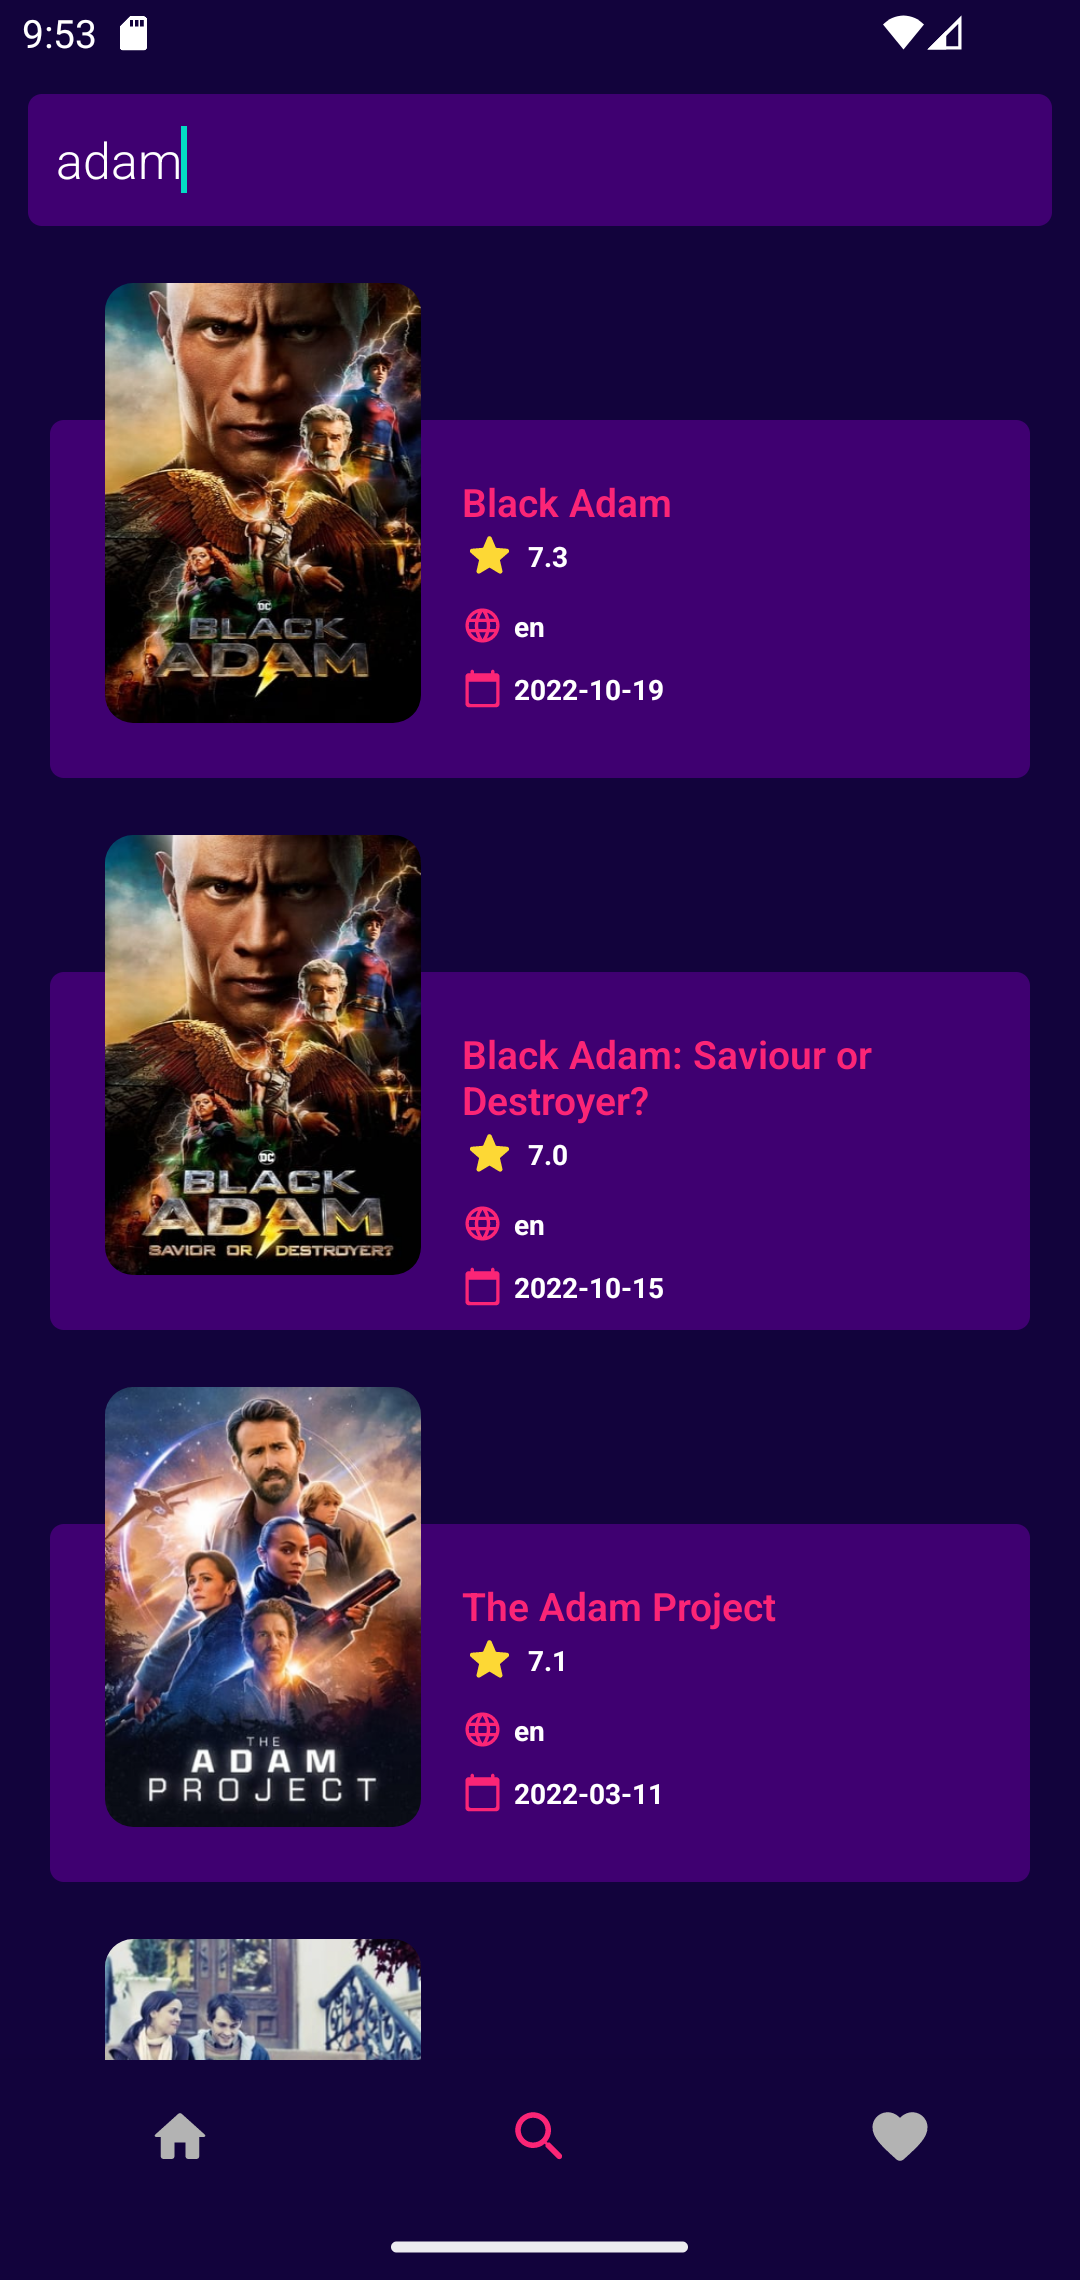 9:53
adam
DC
BLACK
ADAM
Black Adam
7.3
en
2022-10-19
DC
BLACK
ADAM
SAVIOR OR DESTROYER?
Black Adam: Saviour or
Destroyer?
7.0
en
2022-10-15
THE
ADAM
PROJECT
The Adam Project
7.1
en
2022-03-11